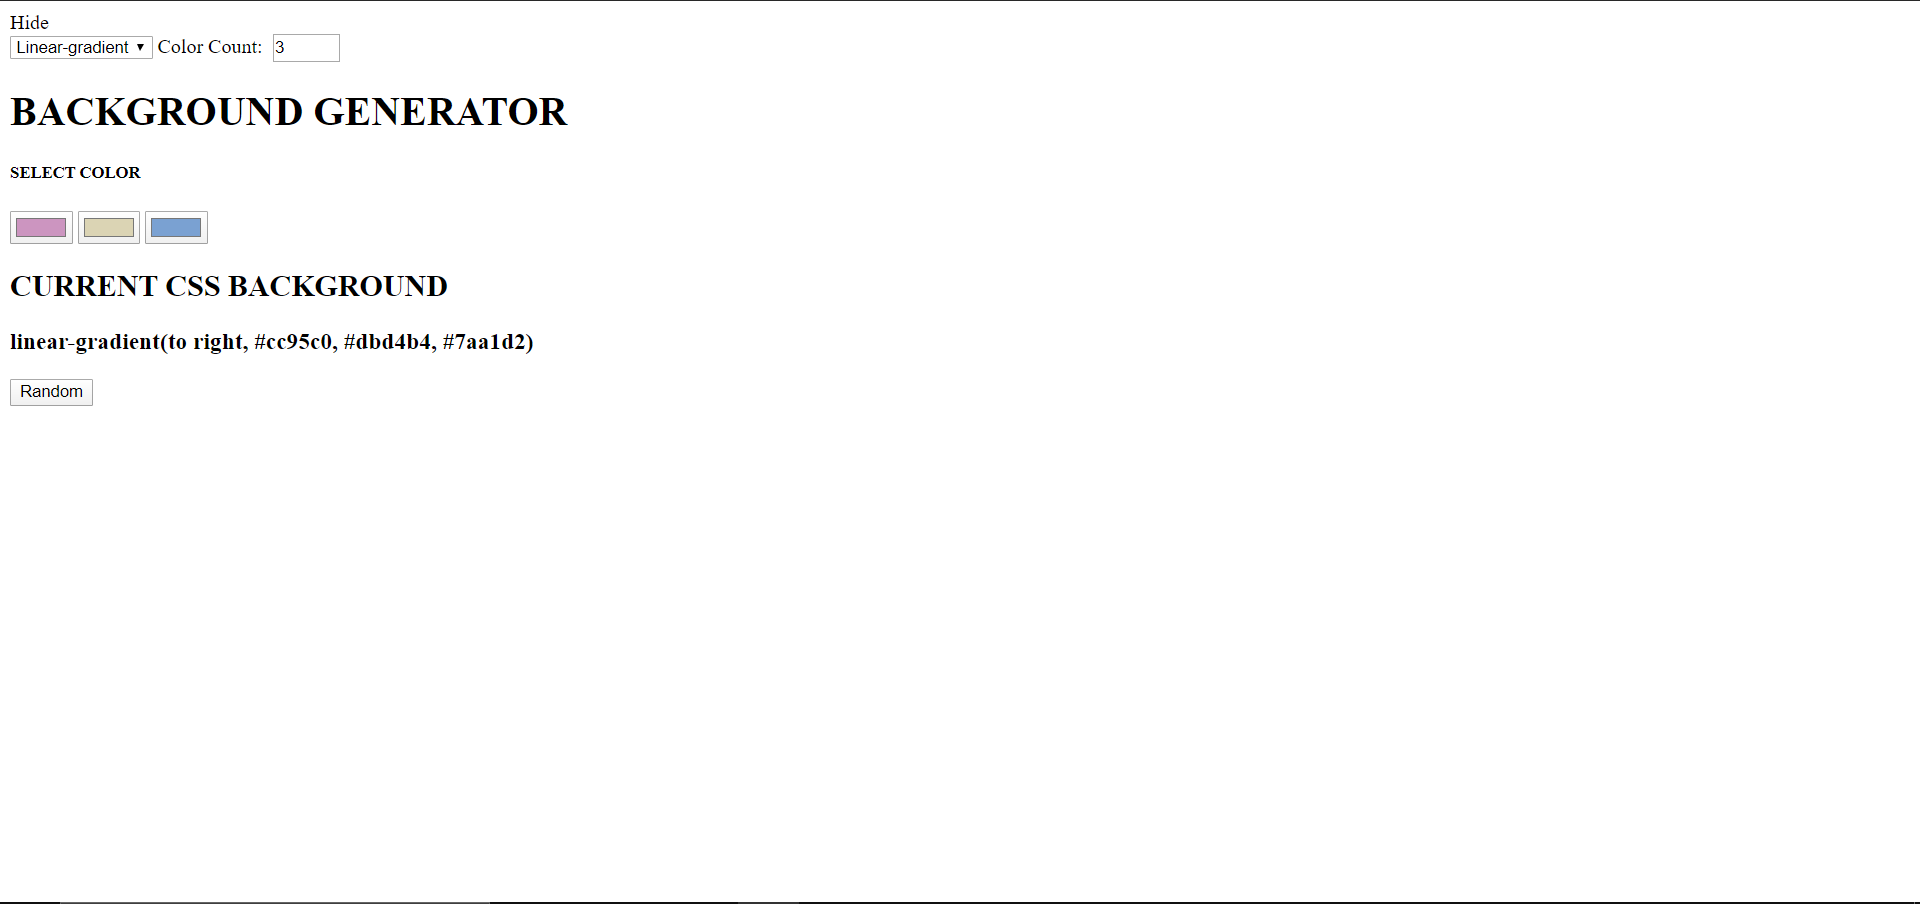 Hide
Linear-gradient Color Count: 3
BACKGROUND GENERATOR
SELECT COLOR
CURRENT CSS BACKGROUND
linear-gradient(to right, #cc95c0, #dbd4b4, #7aa1d2)
Random